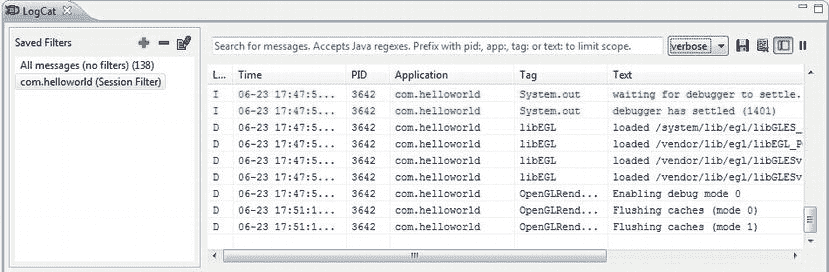 LogCat
Saved Filters
All messages (no filters) (138)
com.helloworld (Session Filter)
Search for messages. Accepts Java regexes. Prefix with pid:, app:, tag: or text: to limit scope.
verbose
L... Time PID Application Tag Text
I 06-23 17:47:5... 3642 com.helloworld System.out waiting for debugger to settle.
I 06-23 17:47:5... 3642 com.helloworld System.out debugger has settled (1401)
D 06-23 17:47:5... 3642 com.helloworld libEGL loaded /system/lib/egl/libGLES_
D 06-23 17:47:5... 3642 com.helloworld libEGL loaded /vendor/lib/egl/libEGL_P
D 06-23 17:47:5... 3642 com.helloworld libEGL loaded /vendor/lib/egl/libGLESv
D 06-23 17:47:5... 3642 com.helloworld libEGL loaded /vendor/lib/egl/libGLESv
D 06-23 17:47:5... 3642 com.helloworld OpenGLRend... Enabling debug mode 0
D 06-23 17:51:1... 3642 com.helloworld OpenGLRend... Flushing caches (mode 0)
D 06-23 17:51:1... 3642 com.helloworld OpenGLRend... Flushing caches (mode 1)